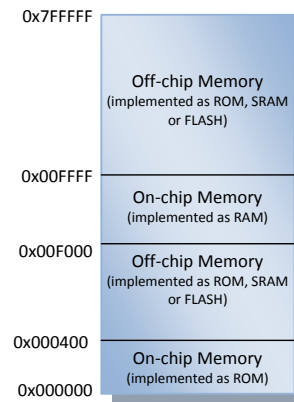 0x7FFFFF
Off-chip Memory
(implemented as ROM, SRAM
or FLASH)
0x00FFFF
On-chip Memory
(implemented as RAM)
0x00F000
Off-chip Memory
(implemented as ROM, SRAM
or FLASH)
0x000400
On-chip Memory
(implemented as ROM)
0x000000